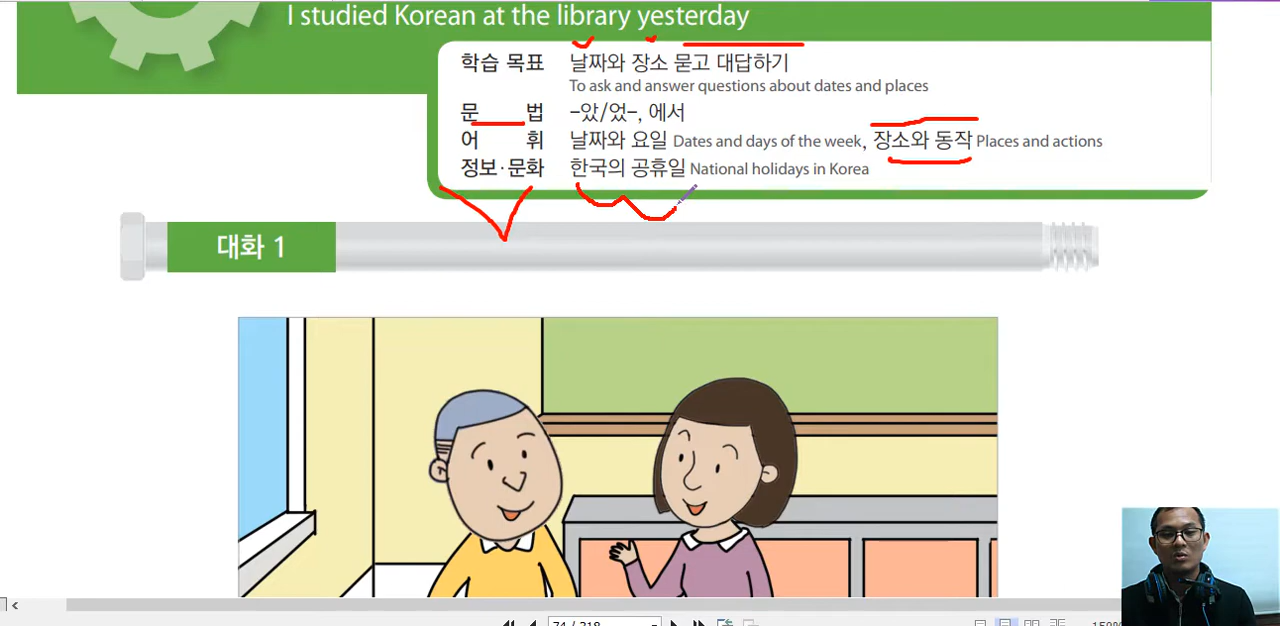 I studied Korean at the library yesterday
학습 목표 날짜와 장소 묻고 대답하기
To ask and answer questions about dates and places
문 법 –았/었–, 에서
어 휘 날짜와 요일 Dates and days of the week, 장소와 동작 Places and actions
정보·문화 한국의 공휴일 National holidays in Korea
대화 1